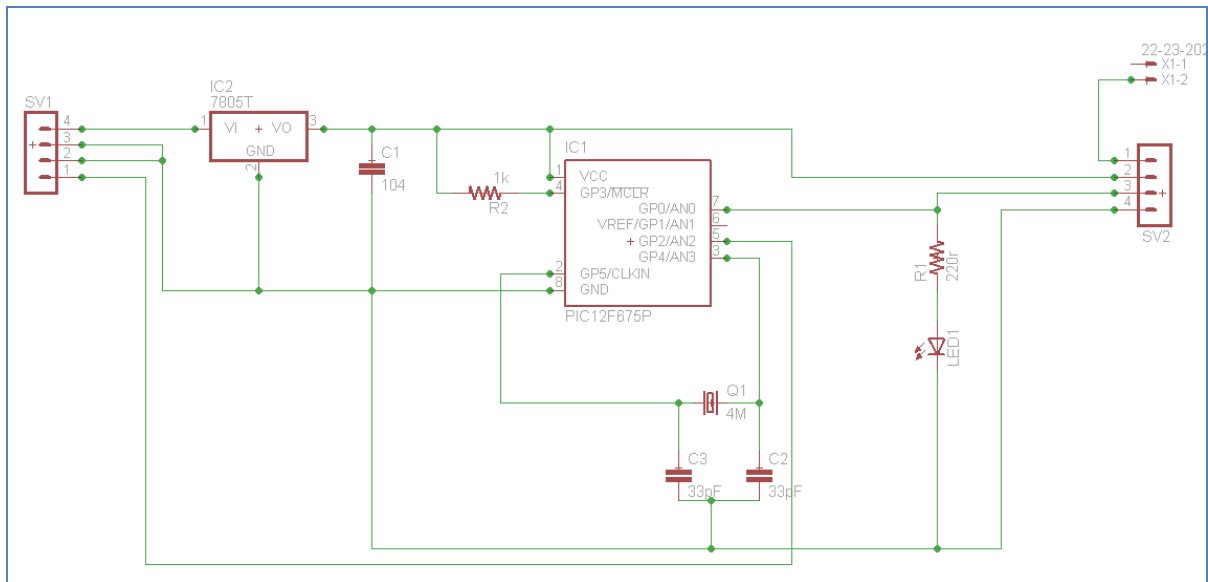 22-23-202
X1-1
X1-2
SV1
4
3
2
1
IC2
7805T
1 VI VO 3
GND
2
C1
104
1k
R2
IC1
1 VCC
4 GP3/MCLR
GP0/AN0 7
VREF/GP1/AN1 6
GP2/AN2 5
GP4/AN3 3
2 GP5/CLKIN
8 GND
PIC12F675P
1
2
3
4
SV2
R1
220r
LED1
Q1
4M
C3
33pF
C2
33pF